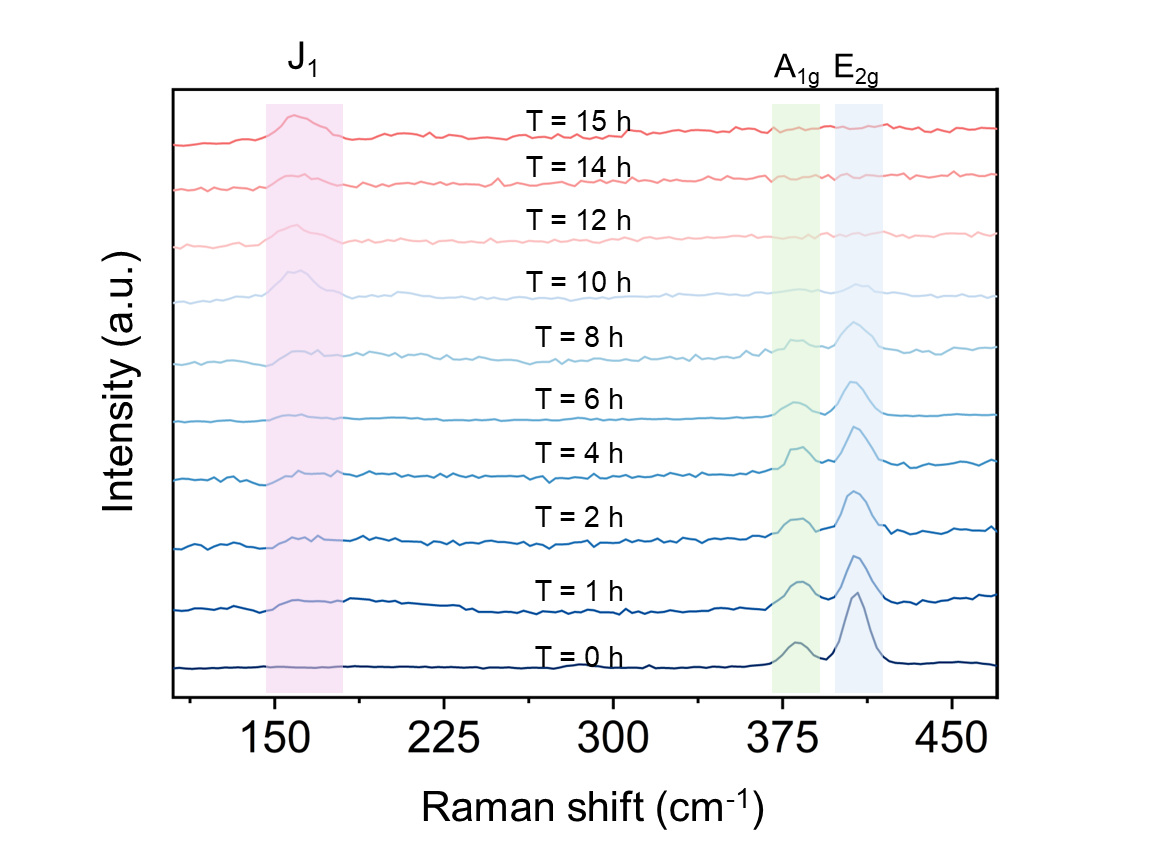 J₁
A₁g E₂g
T = 15 h
T = 14 h
T = 12 h
T = 10 h
T = 8 h
T = 6 h
T = 4 h
T = 2 h
T = 1 h
T = 0 h
Intensity (a.u.)
150 225 300 375 450
Raman shift (cm⁻¹)